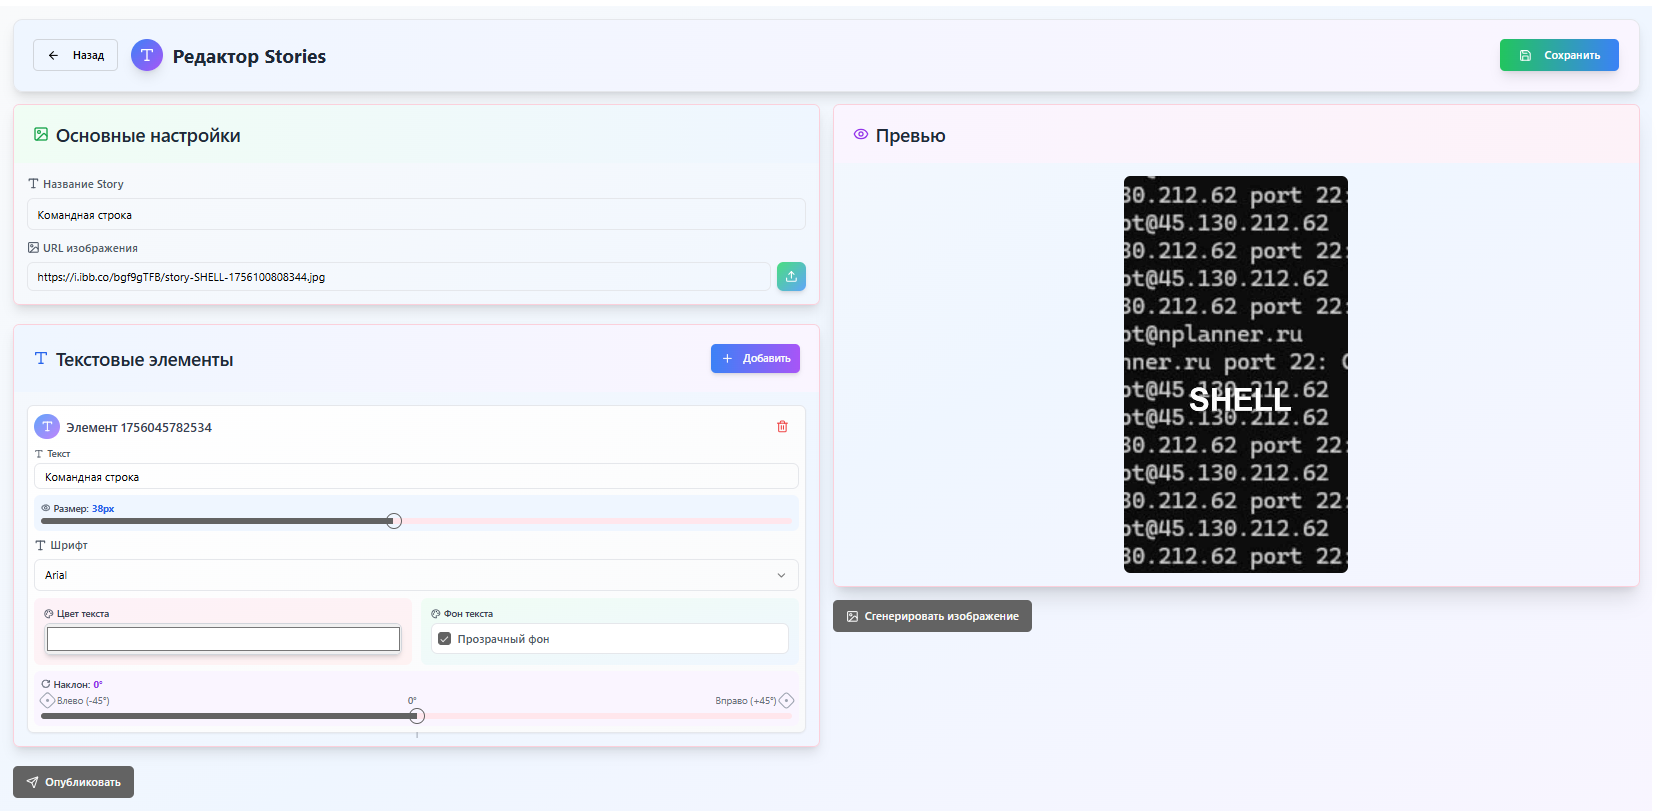 Назад
Редактор Stories
Сохранить
Основные настройки
Название Story
Командная строка
URL изображения
https://i.ibb.co/bgf9gTFB/story-SHELL-1756100808344.jpg
Текстовые элементы
Добавить
Элемент 1756045782534
Текст
Командная строка
Размер: 38px
Шрифт
Arial
Цвет текста
Фон текста
Прозрачный фон
Наклон: 0°
Влево (-45°)
0°
Вправо (+45°)
Опубликовать
Превью
30.212.62 port 22:
ot@45.130.212.62
30.212.62 port 22:
ot@45.130.212.62
30.212.62 port 22:
ot@nplanner.ru
nner.ru port 22: C
ot@45.130.212.62
SHELL
ot@45.130.212.62
30.212.62 port 22:
ot@45.130.212.62
30.212.62 port 22:
ot@45.130.212.62
30.212.62 port 22:
Сгенерировать изображение